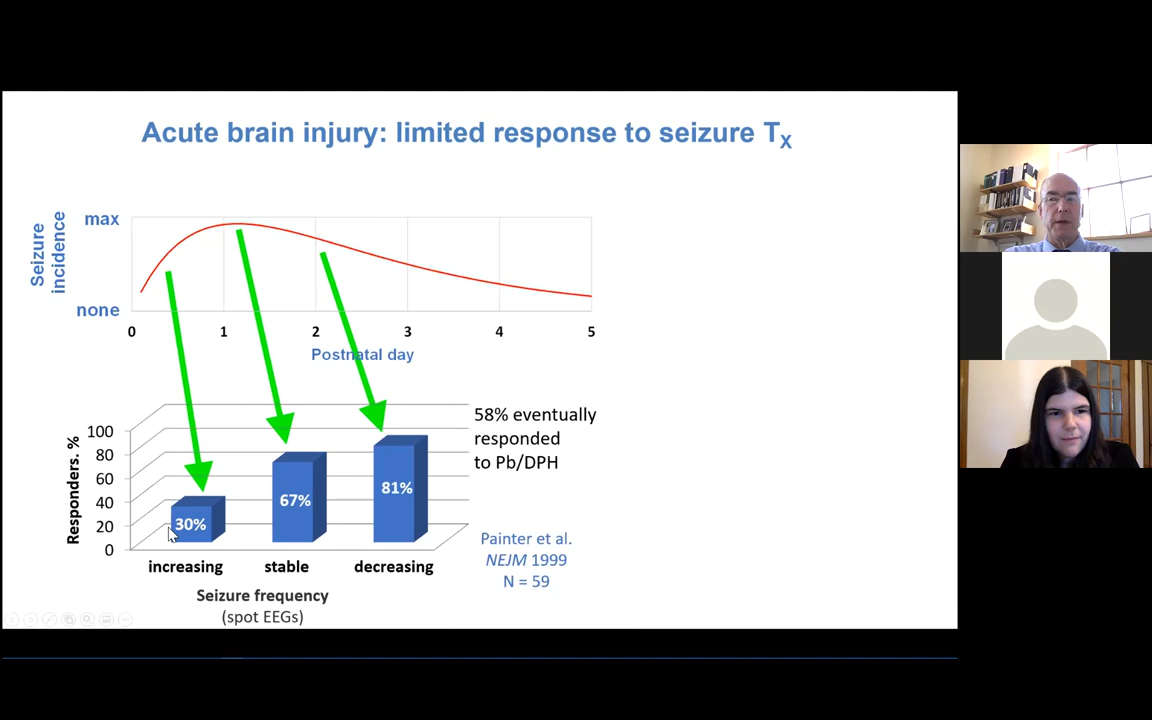 Acute brain injury: limited response to seizure TX
Seizure
incidence
max
none
0 1 2 3 4 5
Postnatal day
58% eventually
responded
to Pb/DPH
Responders. %
100
80
60
40
20
0
30%
67%
81%
increasing stable decreasing
Seizure frequency
(spot EEGs)
Painter et al.
NEJM 1999
N = 59